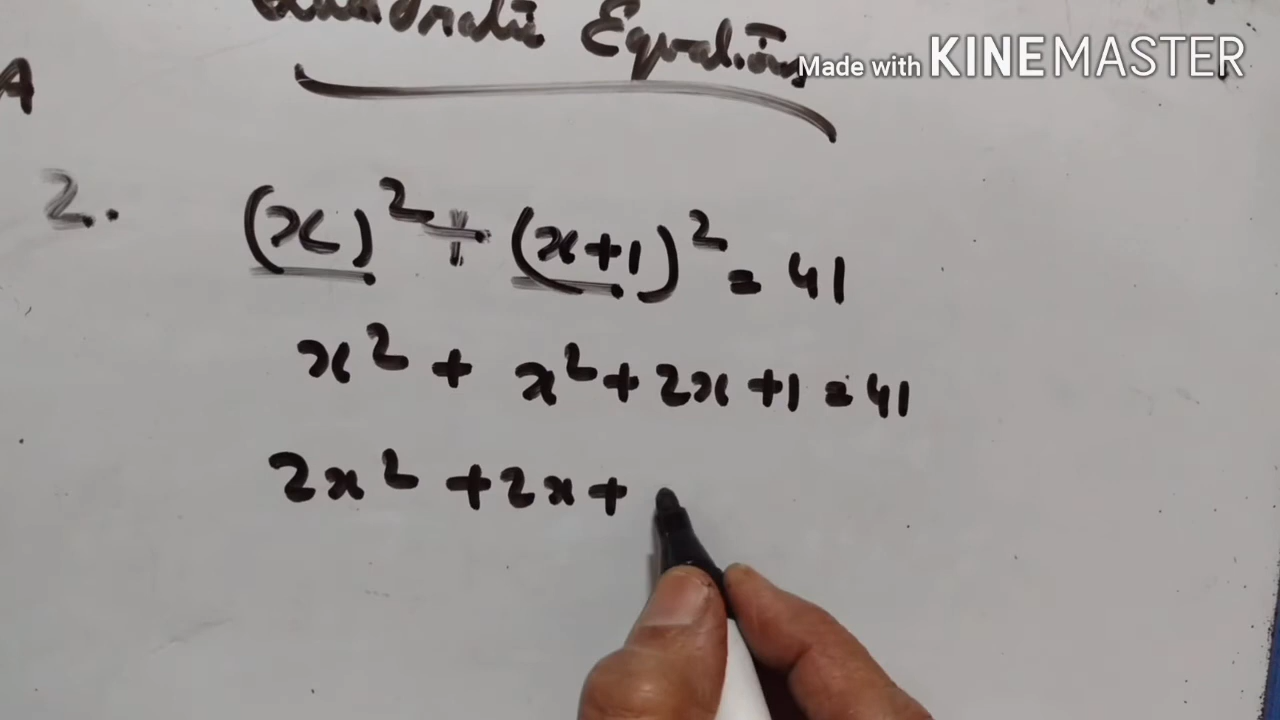 Quadratic Equations
Made with KINEMASTER
A
2. (x)² + (x+1)² = 41
x² + x² + 2x + 1 = 41
2x² + 2x +